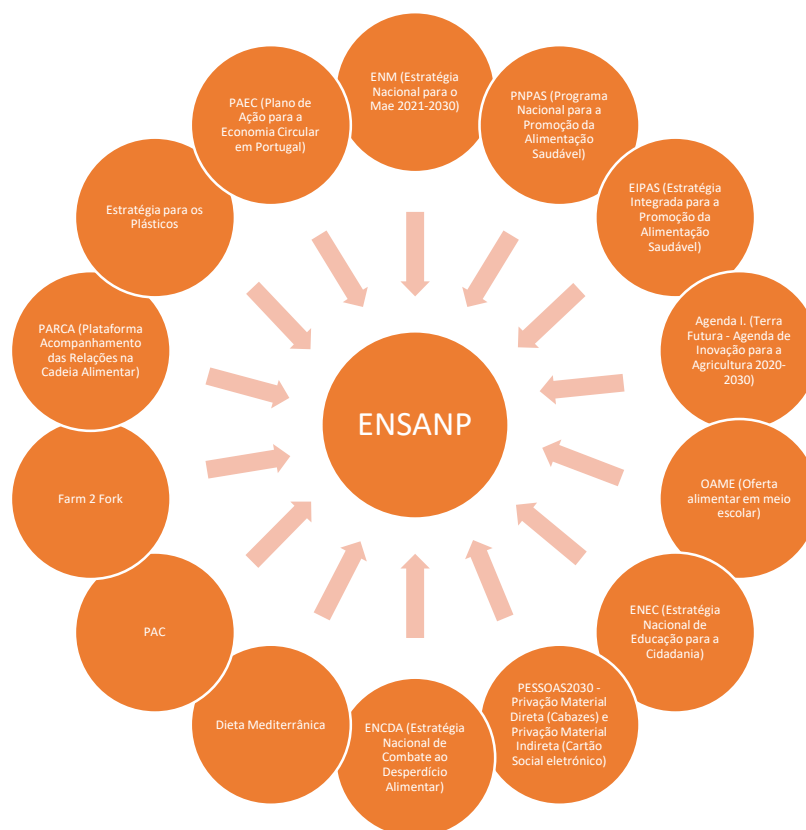 ENM (Estratégia
Nacional para o
Mae 2021-2030)
PNPAS (Programa
Nacional para a
Promoção da
Alimentação
Saudável)
EIPAS (Estratégia
Integrada para a
Promoção da
Alimentação
Saudável)
Agenda I. (Terra
Futura - Agenda de
Inovação para a
Agricultura 2020-
2030)
OAME (Oferta
alimentar em meio
escolar)
ENEC (Estratégia
Nacional de
Educação para a
Cidadania)
PESSOAS2030 -
Privação Material
Direta (Cabazes) e
Privação Material
Indireta (Cartão
Social eletrónico)
ENCDA (Estratégia
Nacional de
Combate ao
Desperdício
Alimentar)
Dieta Mediterrânica
PAC
Farm 2 Fork
PARCA (Plataforma
Acompanhamento
das Relações na
Cadeia Alimentar)
Estratégia para os
Plásticos
PAEC (Plano de
Ação para a
Economia Circular
em Portugal)
ENSANP